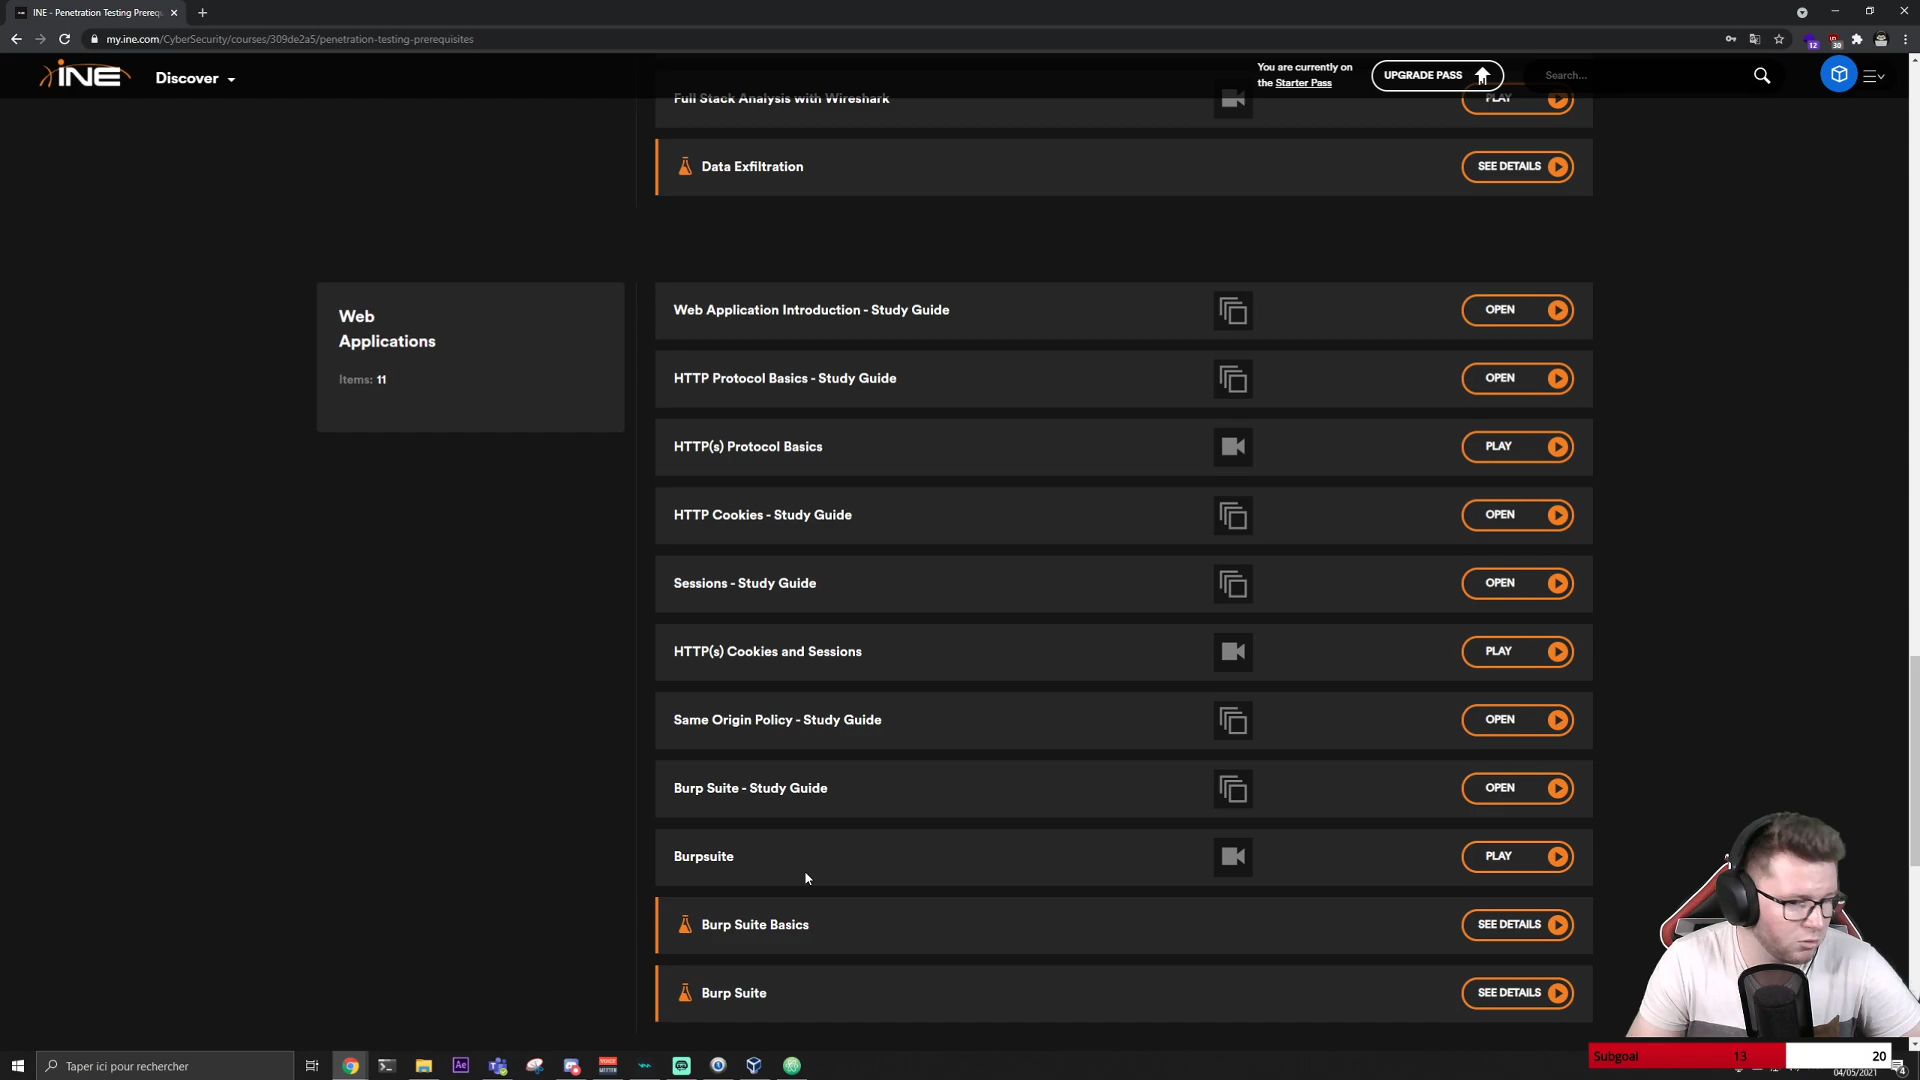 INE - Penetration Testing Prerequ
my.ine.com/CyberSecurity/courses/309de2a5/penetration-testing-prerequisites
12
30
INE
Discover
You are currently on
the Starter Pass
UPGRADE PASS
Search...
Full Stack Analysis with Wireshark
PLAY
Data Exfiltration
SEE DETAILS
Web
Applications
Items: 11
Web Application Introduction - Study Guide
OPEN
HTTP Protocol Basics - Study Guide
OPEN
HTTP(s) Protocol Basics
PLAY
HTTP Cookies - Study Guide
OPEN
Sessions - Study Guide
OPEN
HTTP(s) Cookies and Sessions
PLAY
Same Origin Policy - Study Guide
OPEN
Burp Suite - Study Guide
OPEN
Burpsuite
PLAY
Burp Suite Basics
SEE DETAILS
Burp Suite
SEE DETAILS
Subgoal 13 20
Taper ici pour rechercher
Ae
04/05/2021
4